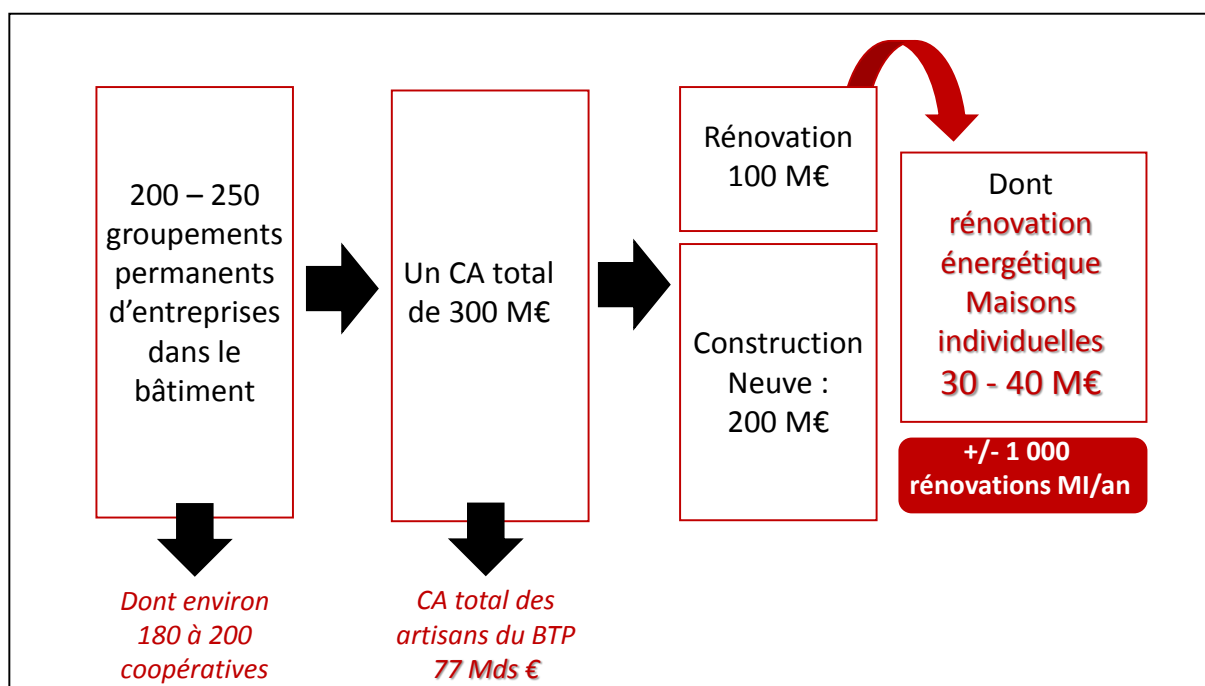 200 – 250
groupements
permanents
d’entreprises
dans le
bâtiment
Dont environ
180 à 200
coopératives
Un CA total
de 300 M€
CA total des
artisans du BTP
77 Mds €
Rénovation
100 M€
Construction
Neuve :
200 M€
Dont
rénovation
énergétique
Maisons
individuelles
30 - 40 M€
+/- 1 000
rénovations MI/an